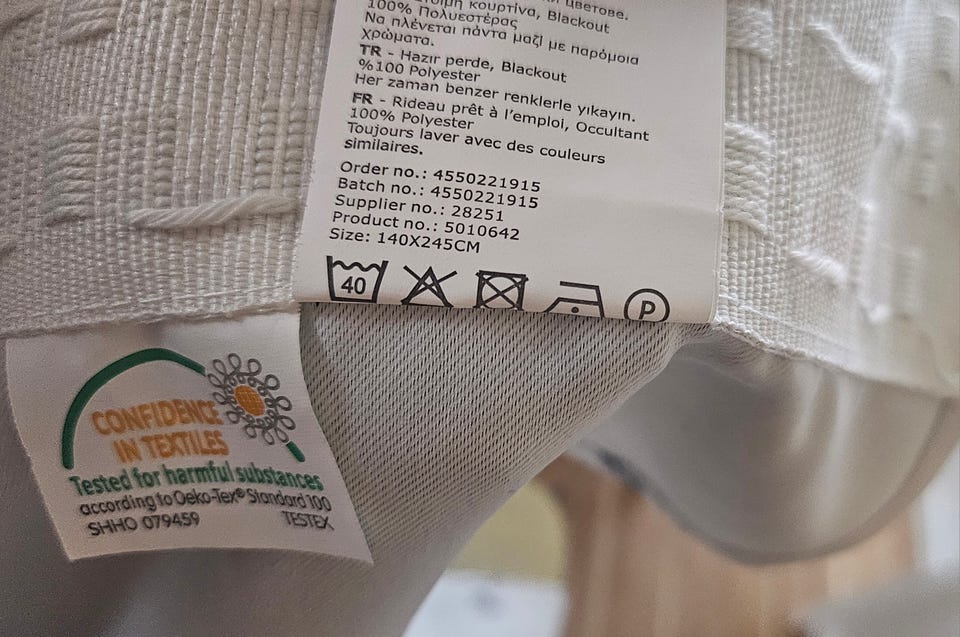 цветове.
κουρτίνα, Blackout
100% Πολυεστέρας
Να πλένεται πάντα μαζί με παρόμοια
χρώματα.
TR - Hazır perde, Blackout
%100 Polyester
Her zaman benzer renklerle yıkayın.
FR - Rideau prêt à l'emploi, Occultant
100% Polyester
Toujours laver avec des couleurs
similaires.
Order no.: 4550221915
Batch no.: 4550221915
Supplier no.: 28251
Product no.: 5010642
Size: 140X245CM
40
P
CONFIDENCE
IN TEXTILES
Tested for harmful substances
according to Oeko-Tex® Standard 100
SHHO 079459 TESTEX